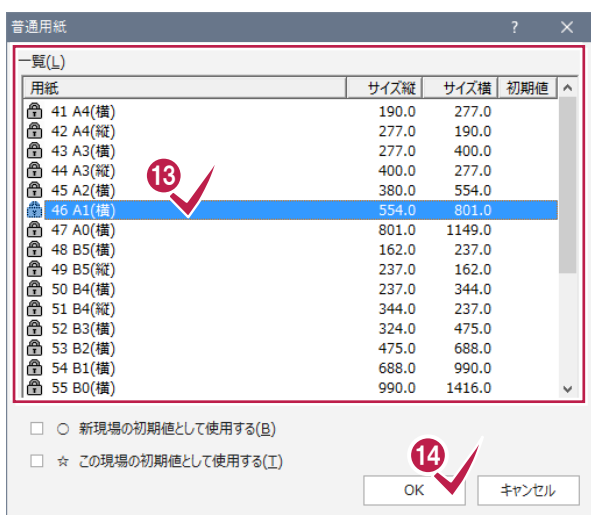 普通用紙 ? ×
一覧(L)
用紙 サイズ縦 サイズ横 初期値
41 A4(横) 190.0 277.0
42 A4(縦) 277.0 190.0
43 A3(横) 277.0 400.0
44 A3(縦) 400.0 277.0
45 A2(横) 380.0 554.0
46 A1(横) 554.0 801.0
47 A0(横) 801.0 1149.0
48 B5(横) 162.0 237.0
49 B5(縦) 237.0 162.0
50 B4(横) 237.0 344.0
51 B4(縦) 344.0 237.0
52 B3(横) 324.0 475.0
53 B2(横) 475.0 688.0
54 B1(横) 688.0 990.0
55 B0(横) 990.0 1416.0
13
○ 新現場の初期値として使用する(B)
☆ この現場の初期値として使用する(T)
14
OK キャンセル